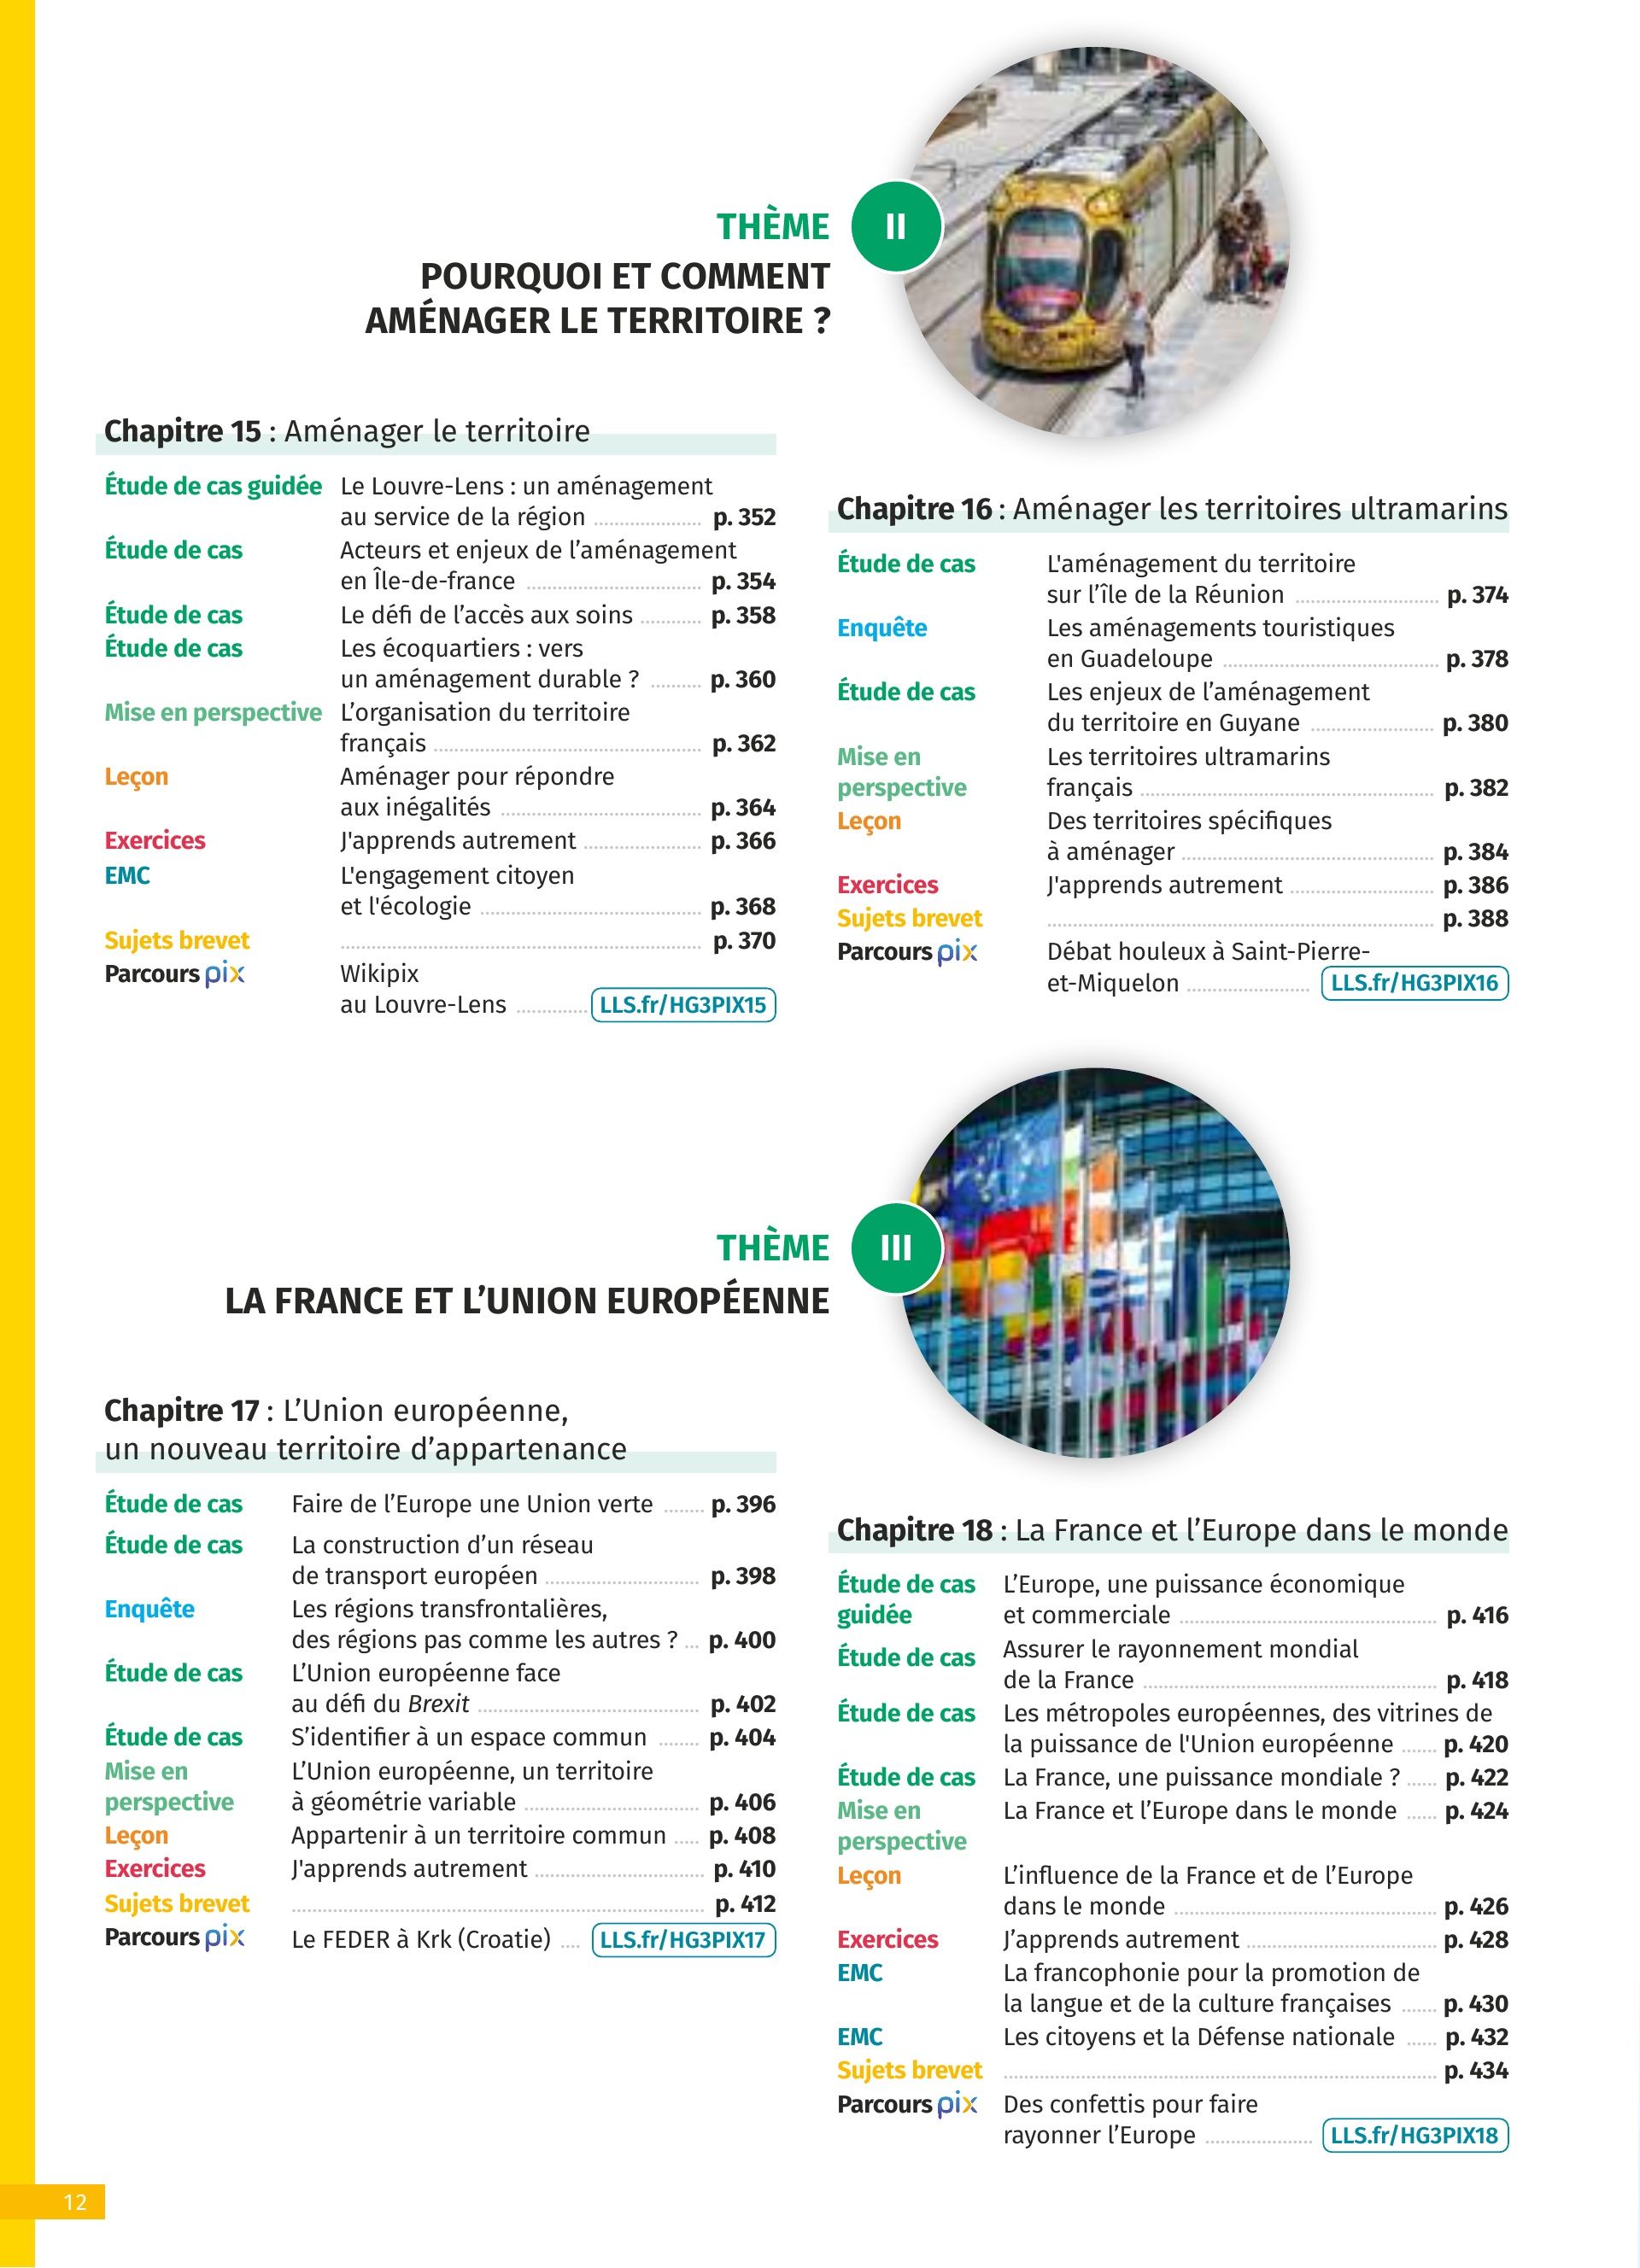 THÈME II
POURQUOI ET COMMENT
AMÉNAGER LE TERRITOIRE ?
Chapitre 15 : Aménager le territoire
Étude de cas guidée Le Louvre-Lens : un aménagement
au service de la région p. 352
Étude de cas Acteurs et enjeux de l’aménagement
en Île-de-france p. 354
Étude de cas Le défi de l’accès aux soins p. 358
Étude de cas Les écoquartiers : vers
un aménagement durable ? p. 360
Mise en perspective L’organisation du territoire
français p. 362
Leçon Aménager pour répondre
aux inégalités p. 364
Exercices J'apprends autrement p. 366
EMC L'engagement citoyen
et l'écologie p. 368
Sujets brevet p. 370
Parcours pix Wikipix
au Louvre-Lens LLS.fr/HG3PIX15
Chapitre 16 : Aménager les territoires ultramarins
Étude de cas L'aménagement du territoire
sur l’île de la Réunion p. 374
Enquête Les aménagements touristiques
en Guadeloupe p. 378
Étude de cas Les enjeux de l’aménagement
du territoire en Guyane p. 380
Mise en Les territoires ultramarins
perspective français p. 382
Leçon Des territoires spécifiques
à aménager p. 384
Exercices J'apprends autrement p. 386
Sujets brevet p. 388
Parcours pix Débat houleux à Saint-Pierre-
et-Miquelon LLS.fr/HG3PIX16
THÈME III
LA FRANCE ET L’UNION EUROPÉENNE
Chapitre 17 : L’Union européenne,
un nouveau territoire d’appartenance
Étude de cas Faire de l’Europe une Union verte p. 396
Étude de cas La construction d’un réseau
de transport européen p. 398
Enquête Les régions transfrontalières,
des régions pas comme les autres ? p. 400
Étude de cas L’Union européenne face
au défi du Brexit p. 402
Étude de cas S’identifier à un espace commun p. 404
Mise en L’Union européenne, un territoire
perspective à géométrie variable p. 406
Leçon Appartenir à un territoire commun p. 408
Exercices J'apprends autrement p. 410
Sujets brevet p. 412
Parcours pix Le FEDER à Krk (Croatie) LLS.fr/HG3PIX17
Chapitre 18 : La France et l’Europe dans le monde
Étude de cas L’Europe, une puissance économique
guidée et commerciale p. 416
Étude de cas Assurer le rayonnement mondial
de la France p. 418
Étude de cas Les métropoles européennes, des vitrines de
la puissance de l'Union européenne p. 420
Étude de cas La France, une puissance mondiale ? p. 422
Mise en La France et l’Europe dans le monde p. 424
perspective
Leçon L’influence de la France et de l’Europe
dans le monde p. 426
Exercices J’apprends autrement p. 428
EMC La francophonie pour la promotion de
la langue et de la culture françaises p. 430
EMC Les citoyens et la Défense nationale p. 432
Sujets brevet p. 434
Parcours pix Des confettis pour faire
rayonner l’Europe LLS.fr/HG3PIX18
12